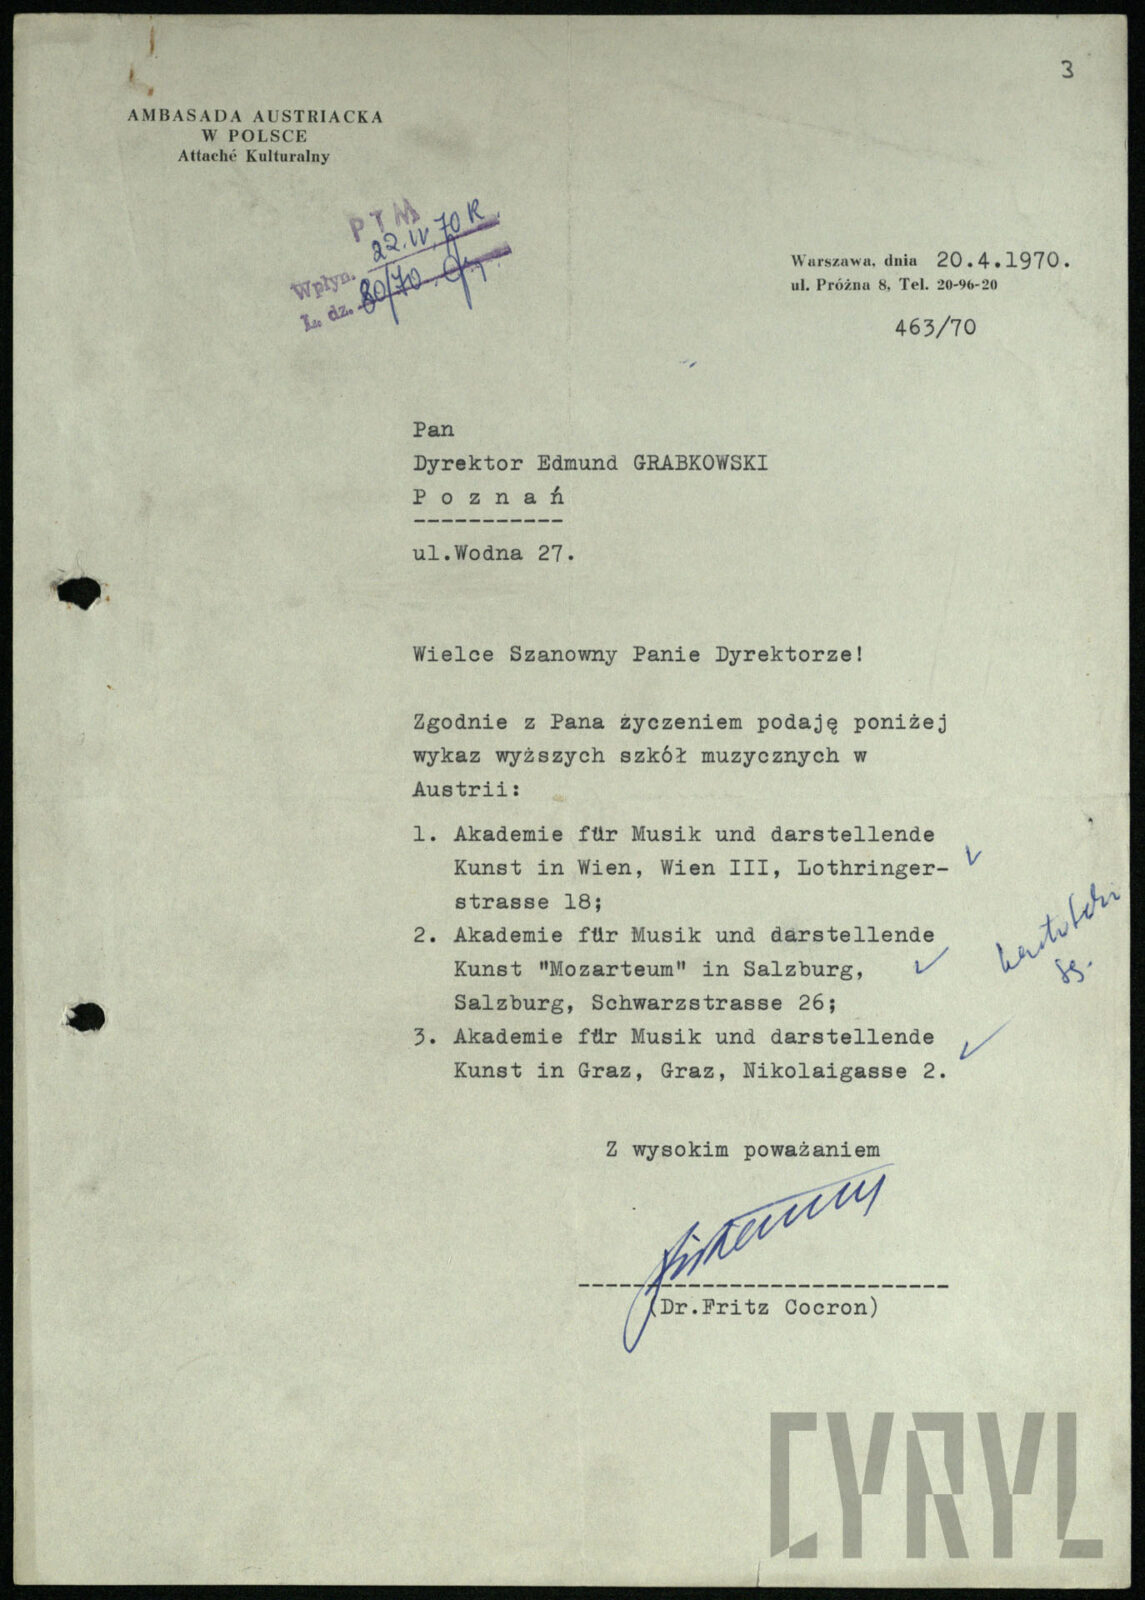 3
AMBASADA AUSTRIACKA
W POLSCE
Attaché Kulturalny
PTM
Wpłyn. 22.IV.70 R.
L. dz. 80/70
Warszawa, dnia 20.4.1970.
ul. Próżna 8, Tel. 20-96-20
463/70
Pan
Dyrektor Edmund GRABKOWSKI
P o z n a ń
-----------
ul.Wodna 27.
Wielce Szanowny Panie Dyrektorze!
Zgodnie z Pana życzeniem podaję poniżej
wykaz wyższych szkół muzycznych w
Austrii:
1. Akademie für Musik und darstellende
Kunst in Wien, Wien III, Lothringer-
strasse 18;
2. Akademie für Musik und darstellende
Kunst "Mozarteum" in Salzburg,
Salzburg, Schwarzstrasse 26;
3. Akademie für Musik und darstellende
Kunst in Graz, Graz, Nikolaigasse 2.
Z wysokim poważaniem
(Dr.Fritz Cocron)
CYRYL